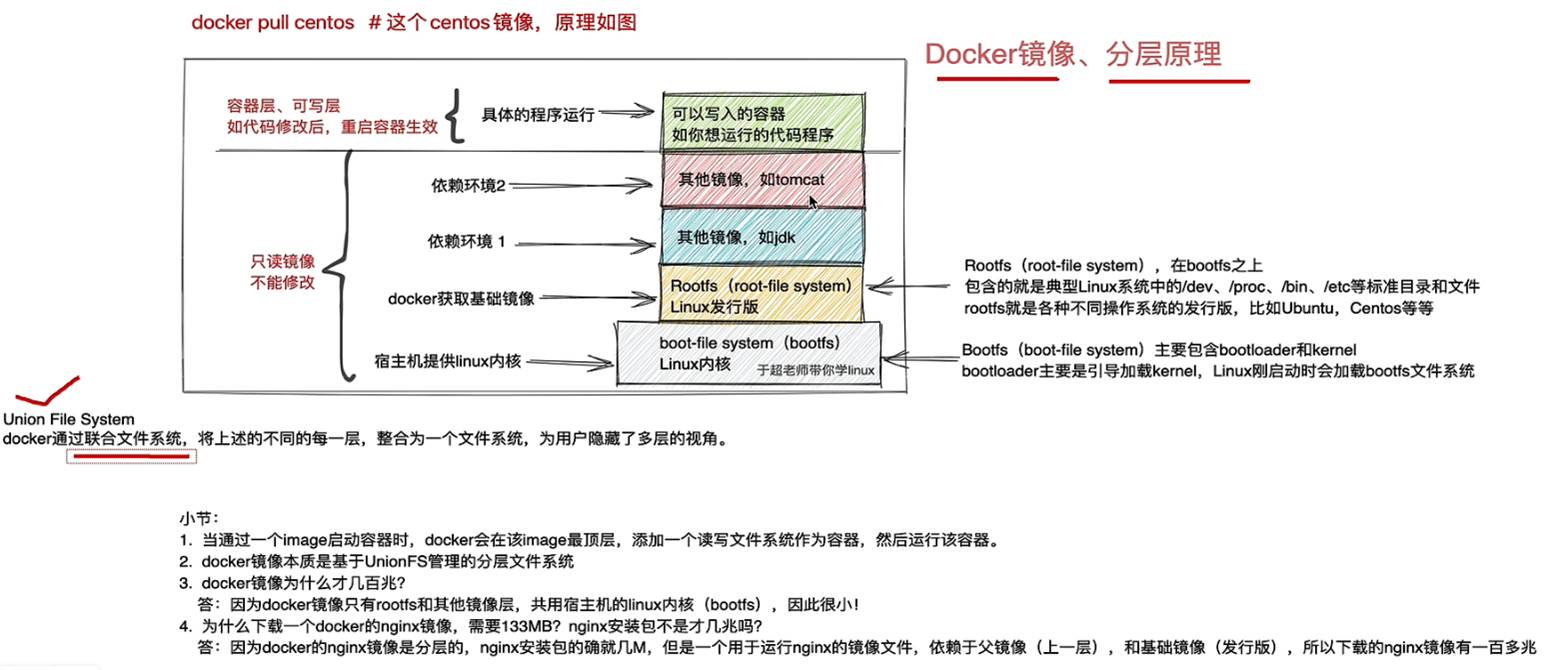 docker pull centos  # 这个centos镜像，原理如图
Docker镜像、分层原理
容器层、可写层
如代码修改后，重启容器生效
具体的程序运行
可以写入的容器
如你想运行的代码程序
依赖环境2
其他镜像，如tomcat
依赖环境 1
其他镜像，如jdk
只读镜像
不能修改
docker获取基础镜像
Rootfs（root-file system）
Linux发行版
Rootfs（root-file system），在bootfs之上
包含的就是典型Linux系统中的/dev、/proc、/bin、/etc等标准目录和文件
rootfs就是各种不同操作系统的发行版，比如Ubuntu，Centos等等
宿主机提供linux内核
boot-file system（bootfs）
Linux内核
于超老师带你学linux
Bootfs（boot-file system）主要包含bootloader和kernel
bootloader主要是引导加载kernel，Linux刚启动时会加载bootfs文件系统
Union File System
docker通过联合文件系统，将上述的不同的每一层，整合为一个文件系统，为用户隐藏了多层的视角。
小节：
1. 当通过一个image启动容器时，docker会在该image最顶层，添加一个读写文件系统作为容器，然后运行该容器。
2. docker镜像本质是基于UnionFS管理的分层文件系统
3. docker镜像为什么才几百兆？
答：因为docker镜像只有rootfs和其他镜像层，共用宿主机的linux内核（bootfs），因此很小！
4. 为什么下载一个docker的nginx镜像，需要133MB？nginx安装包不是才几兆吗？
答：因为docker的nginx镜像是分层的，nginx安装包的确就几M，但是一个用于运行nginx的镜像文件，依赖于父镜像（上一层），和基础镜像（发行版），所以下载的nginx镜像有一百多兆